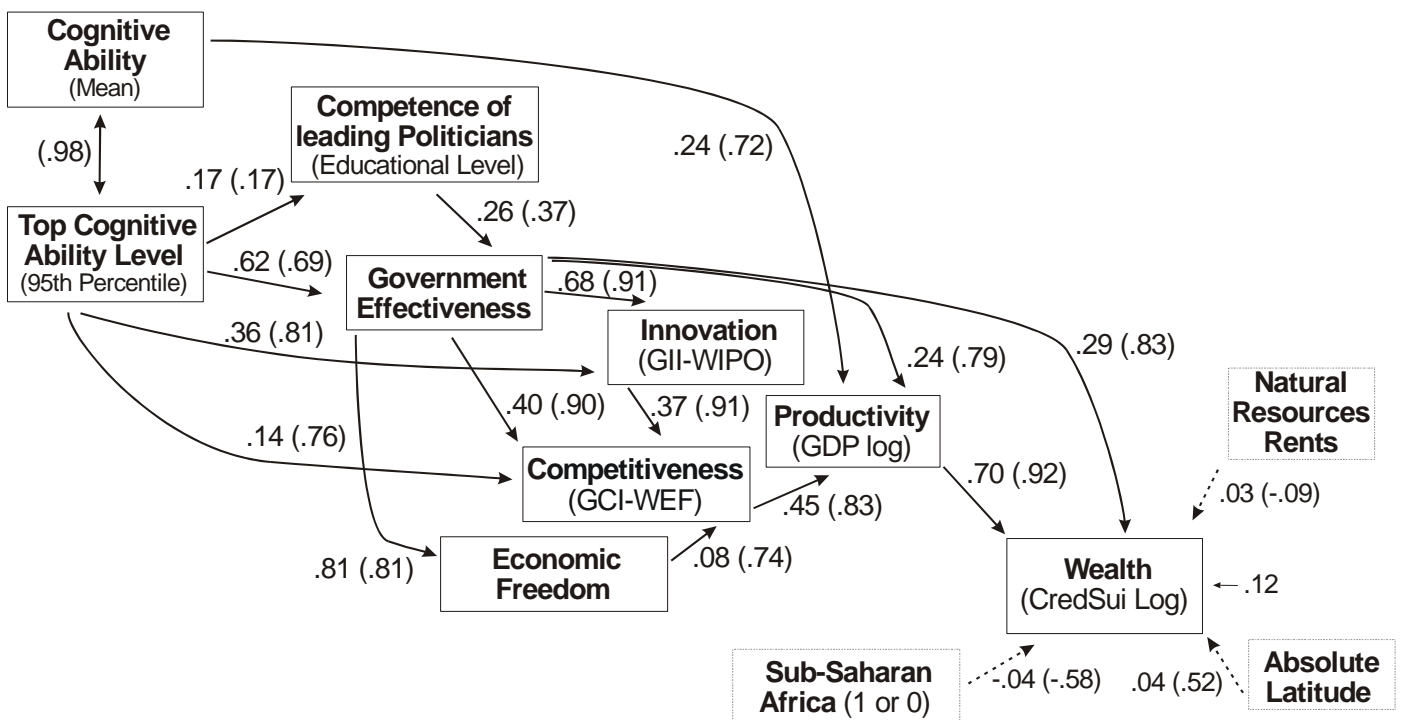 Cognitive
Ability
(Mean)
(.98)
Top Cognitive
Ability Level
(95th Percentile)
.17 (.17)
Competence of
leading Politicians
(Educational Level)
.26 (.37)
.62 (.69)
Government
Effectiveness
.24 (.72)
.68 (.91)
.36 (.81)
Innovation
(GII-WIPO)
.24 (.79)
.29 (.83)
.40 (.90)
.37 (.91)
.14 (.76)
Competitiveness
(GCI-WEF)
Productivity
(GDP log)
.45 (.83)
.70 (.92)
Natural
Resources
Rents
.03 (-.09)
.81 (.81)
Economic
Freedom
.08 (.74)
Wealth
(CredSui Log)
.12
Sub-Saharan
Africa (1 or 0)
-.04 (-.58)
.04 (.52)
Absolute
Latitude